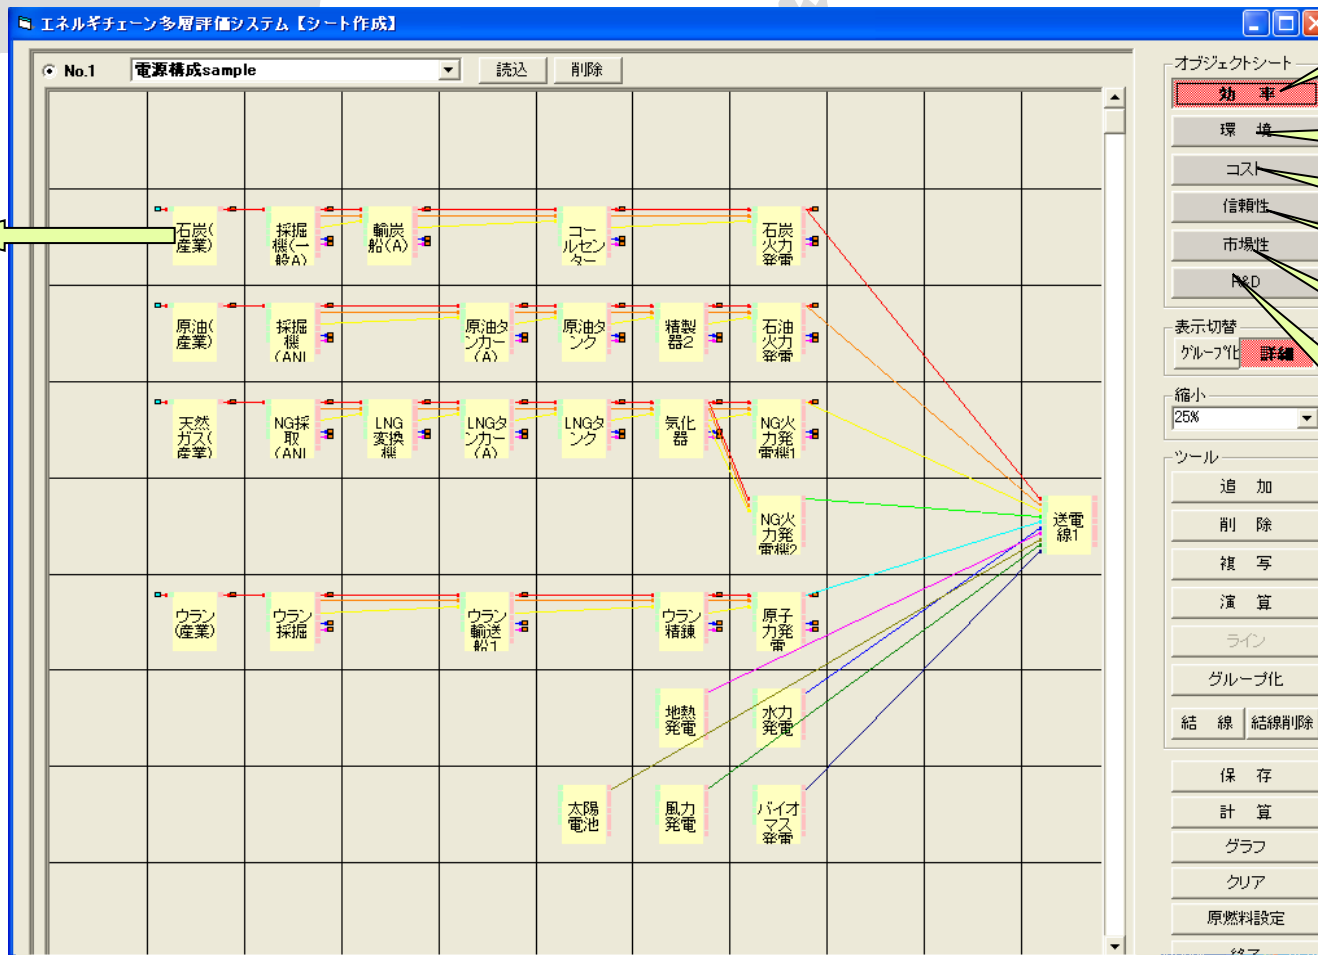 エネルギチェーン多層評価システム【シート作成】
No.1 電源構成sample 読込 削除
石炭(
産業)
採掘
機(一
般A)
輸炭
船(A)
コー
ルセン
ター
石炭
火力
発電
原油(
産業)
採掘
機
(ANI
原油タ
ンカー
(A)
原油タ
ンク
精製
器2
石油
火力
発電
天然
ガス(
産業)
NG採
取
(ANI
LNG
変換
機
LNGタ
ンカー
(A)
LNGタ
ンク
気化
器
NG火
力発
電機1
NG火
力発
電機2
送電
線1
ウラン
(産業)
ウラン
採掘
ウラン
輸送
船1
ウラン
精錬
原子
力発
電
地熱
発電
水力
発電
太陽
電池
風力
発電
バイオ
マス
発電
オブジェクトシート
効 率
環 境
コスト
信頼性
市場性
R&D
表示切替
グループ化 詳細
縮小
25%
ツール
追 加
削 除
複 写
演 算
ライン
グループ化
結 線 結線削除
保 存
計 算
グラフ
クリア
原燃料設定